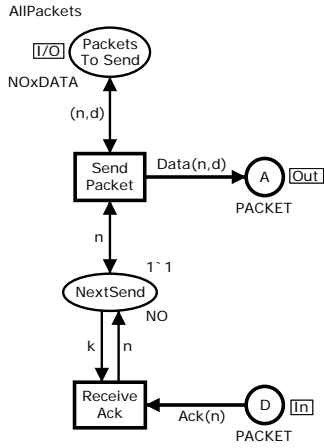 AllPackets
I/O
Packets
To Send
NOxDATA
(n,d)
Send
Packet
Data(n,d)
A
Out
PACKET
n
1`1
NextSend
NO
k
n
Receive
Ack
Ack(n)
D
In
PACKET